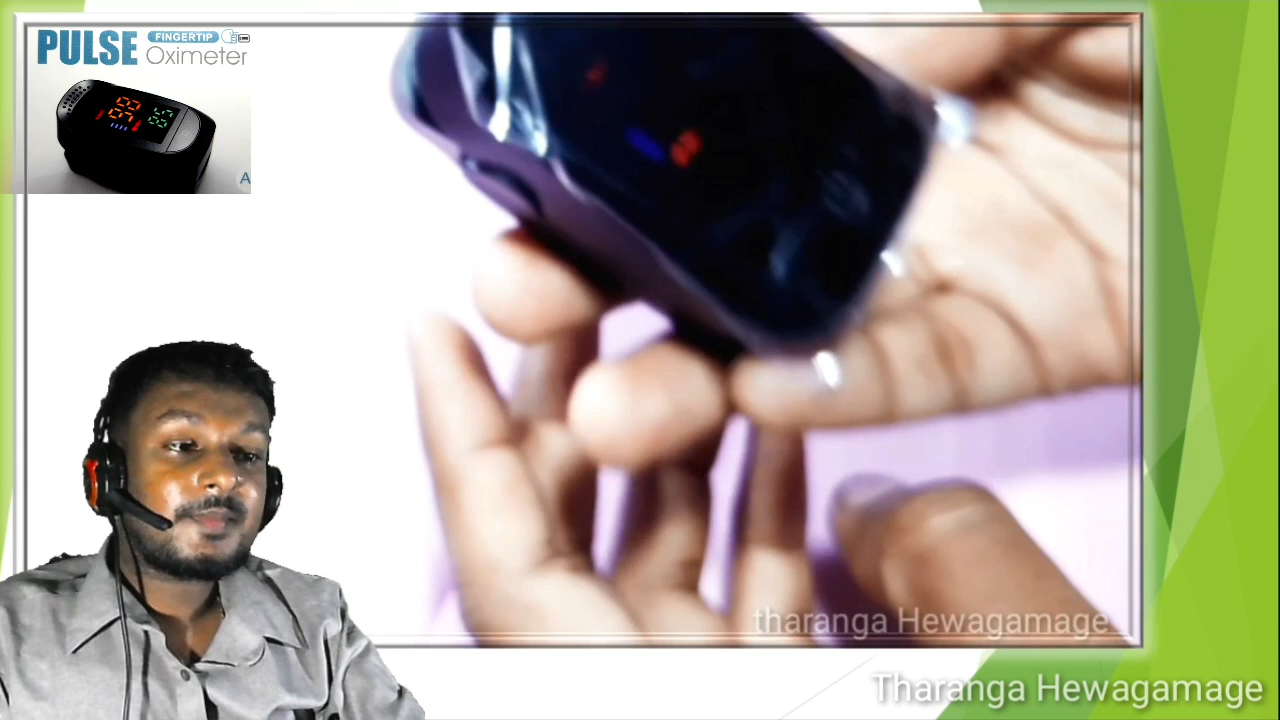 PULSE FINGERTIP
Oximeter
A
tharanga Hewagamage
Tharanga Hewagamage